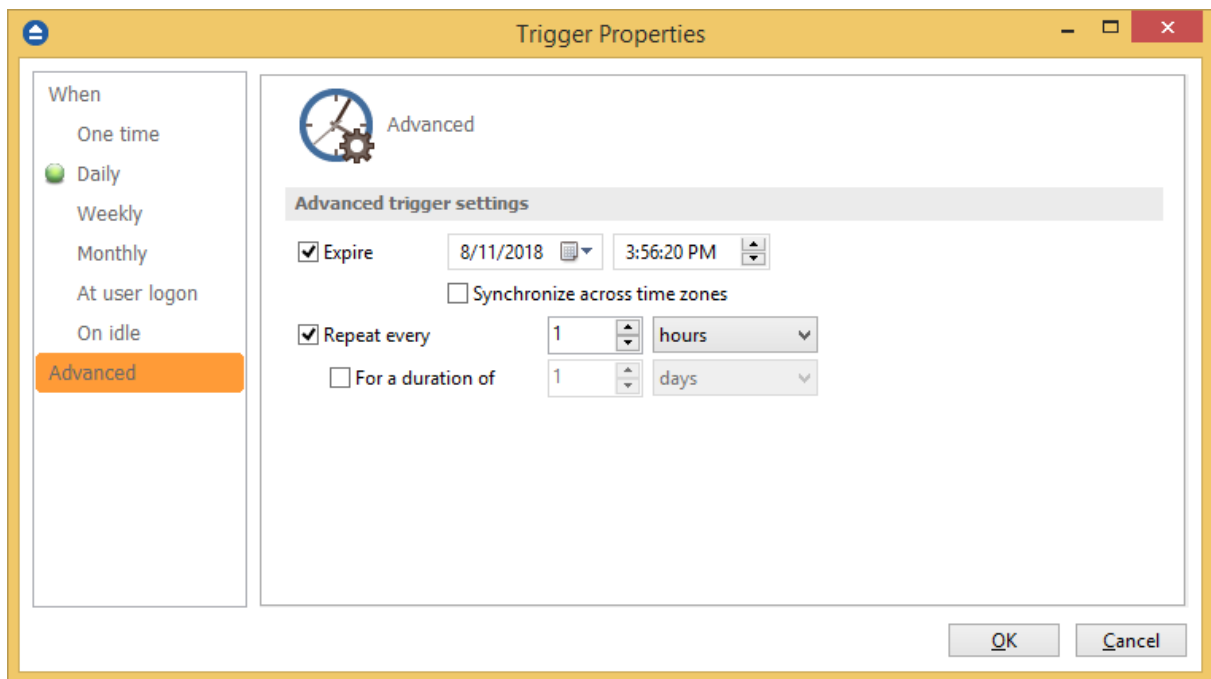 Trigger Properties
When
One time
Daily
Weekly
Monthly
At user logon
On idle
Advanced
Advanced
Advanced trigger settings
Expire 8/11/2018 3:56:20 PM
Synchronize across time zones
Repeat every 1 hours
For a duration of 1 days
OK Cancel